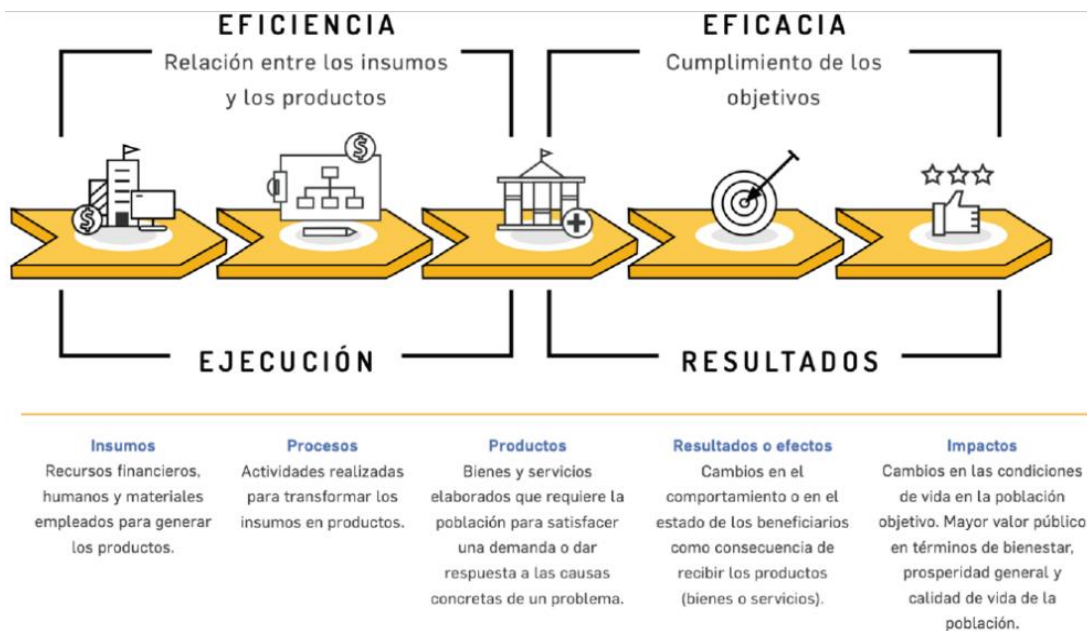 EFICIENCIA
Relación entre los insumos
y los productos
EFICACIA
Cumplimiento de los
objetivos
$
$
EJECUCIÓN
RESULTADOS
Insumos
Recursos financieros,
humanos y materiales
empleados para generar
los productos.
Procesos
Actividades realizadas
para transformar los
insumos en productos.
Productos
Bienes y servicios
elaborados que requiere la
población para satisfacer
una demanda o dar
respuesta a las causas
concretas de un problema.
Resultados o efectos
Cambios en el
comportamiento o en el
estado de los beneficiarios
como consecuencia de
recibir los productos
(bienes o servicios).
Impactos
Cambios en las condiciones
de vida en la población
objetivo. Mayor valor público
en términos de bienestar,
prosperidad general y
calidad de vida de la
población.